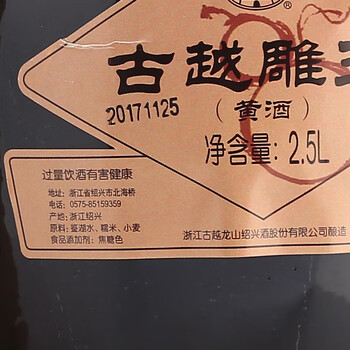 古越雕
20171125
（黄酒）
净含量: 2.5L
过量饮酒有害健康
地址: 浙江省绍兴市北海桥
电话: 0575-85159359
产地: 浙江绍兴
原料: 鉴湖水、糯米、小麦
食品添加剂: 焦糖色
浙江古越龙山绍兴酒股份有限公司酿造